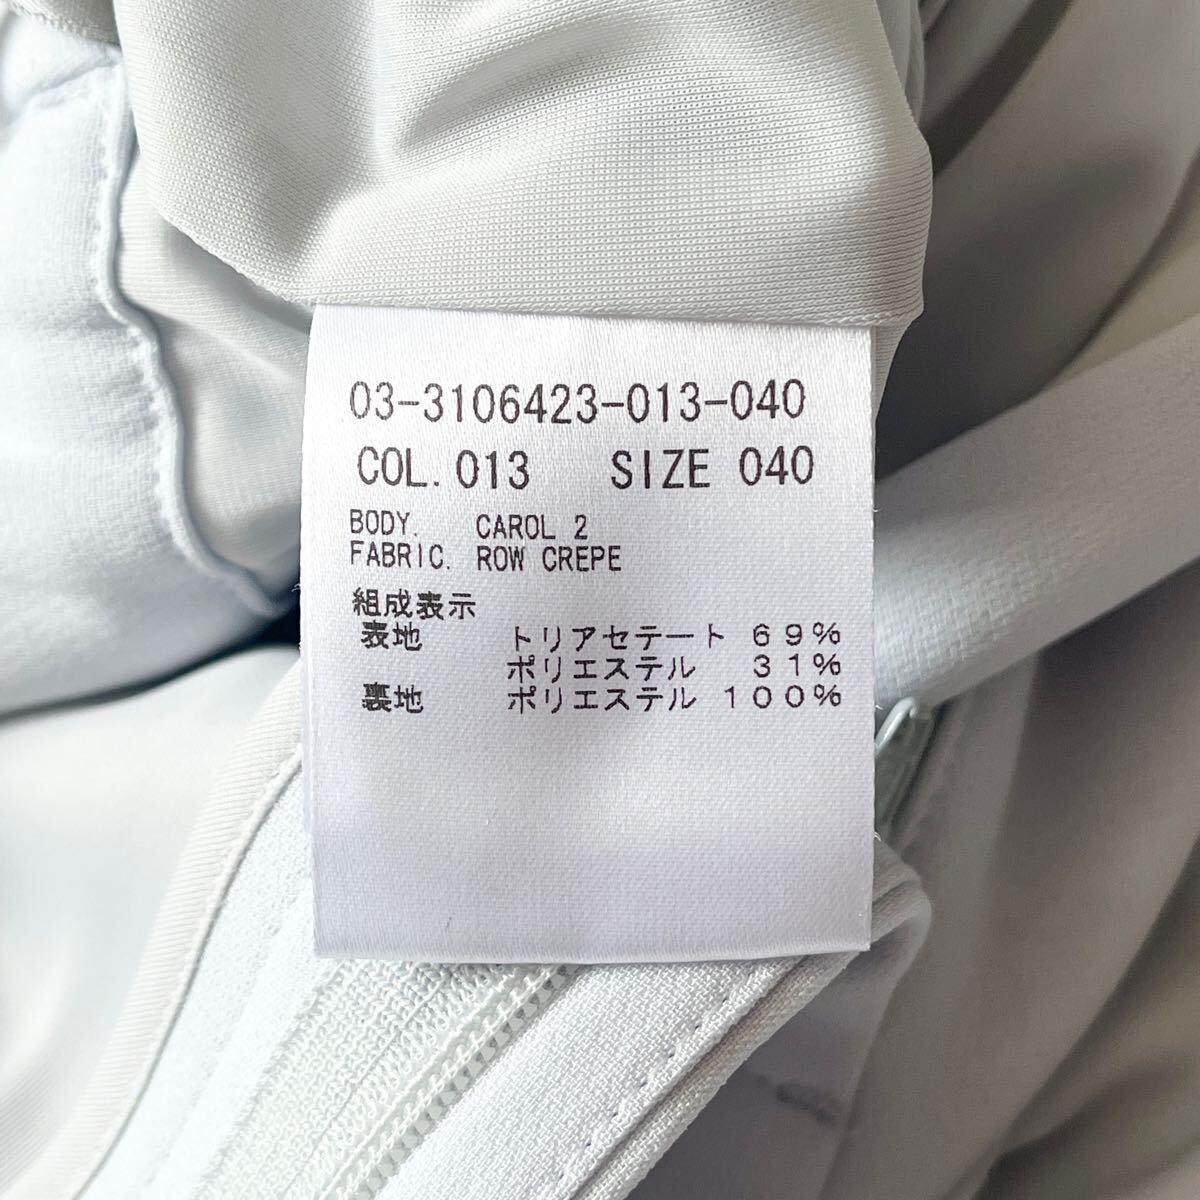 03-3106423-013-040
COL. 013 SIZE 040
BODY. CAROL 2
FABRIC. ROW CREPE
組成表示
表地 トリアセテート 69%
ポリエステル 31%
裏地 ポリエステル 100%